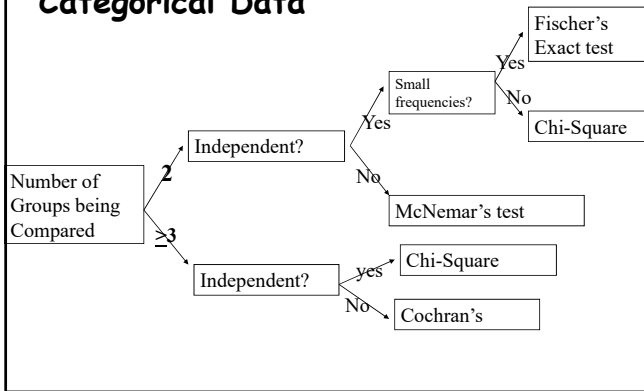 Categorical Data
Fischer's
Exact test
Yes
Small
frequencies?
No
Yes
Chi-Square
Independent?
2
No
Number of
Groups being
Compared
McNemar's test
≥3
Chi-Square
yes
Independent?
No
Cochran's